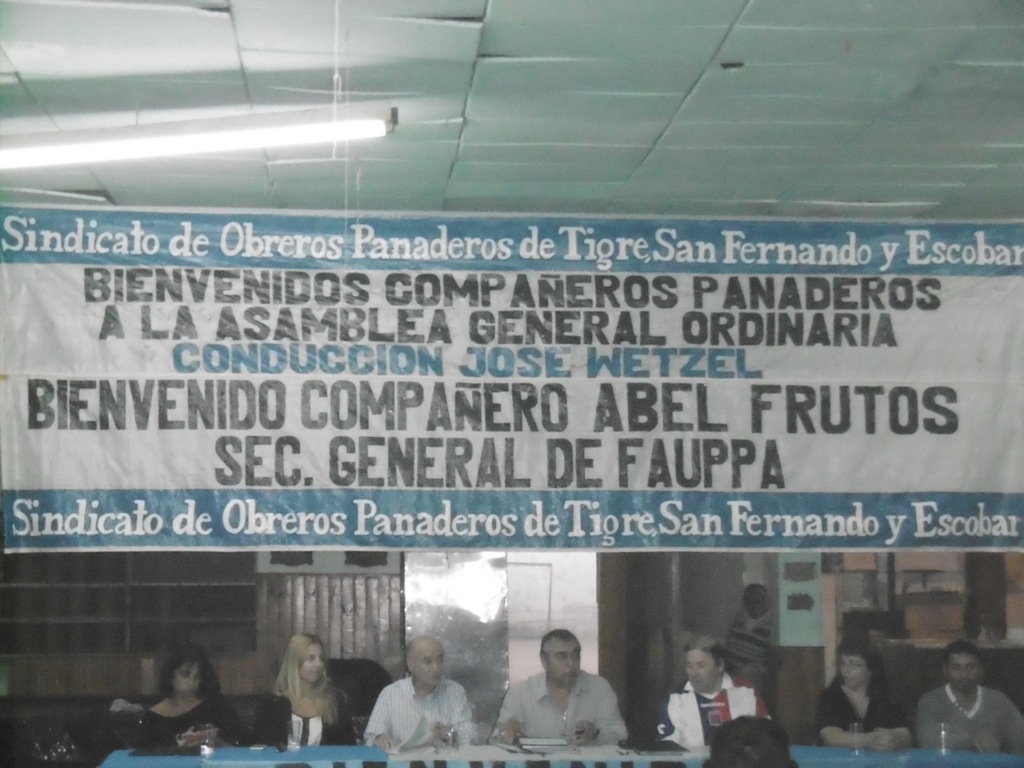 Sindicato de Obreros Panaderos de Tigre, San Fernando y Escobar
BIENVENIDOS COMPAÑEROS PANADEROS
A LA ASAMBLEA GENERAL ORDINARIA
CONDUCCION JOSE WETZEL
BIENVENIDO COMPAÑERO ABEL FRUTOS
SEC. GENERAL DE FAUPPA
Sindicato de Obreros Panaderos de Tigre, San Fernando y Escobar